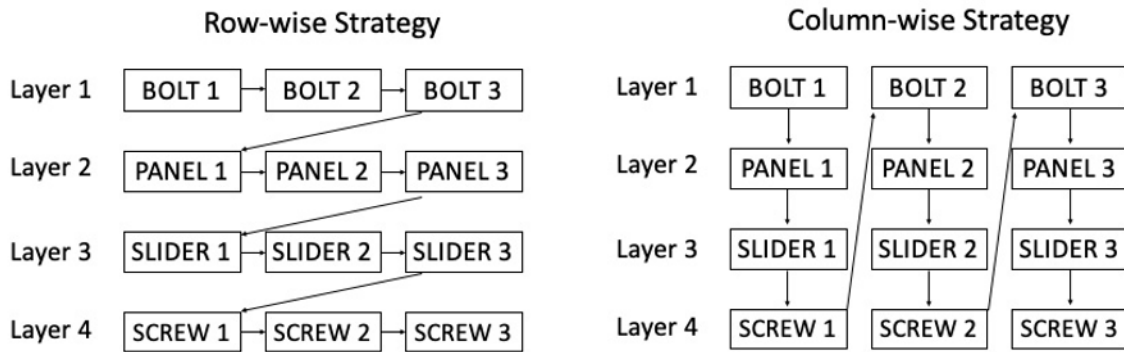 Row-wise Strategy
Layer 1 BOLT 1 BOLT 2 BOLT 3
Layer 2 PANEL 1 PANEL 2 PANEL 3
Layer 3 SLIDER 1 SLIDER 2 SLIDER 3
Layer 4 SCREW 1 SCREW 2 SCREW 3
Column-wise Strategy
Layer 1 BOLT 1 BOLT 2 BOLT 3
Layer 2 PANEL 1 PANEL 2 PANEL 3
Layer 3 SLIDER 1 SLIDER 2 SLIDER 3
Layer 4 SCREW 1 SCREW 2 SCREW 3